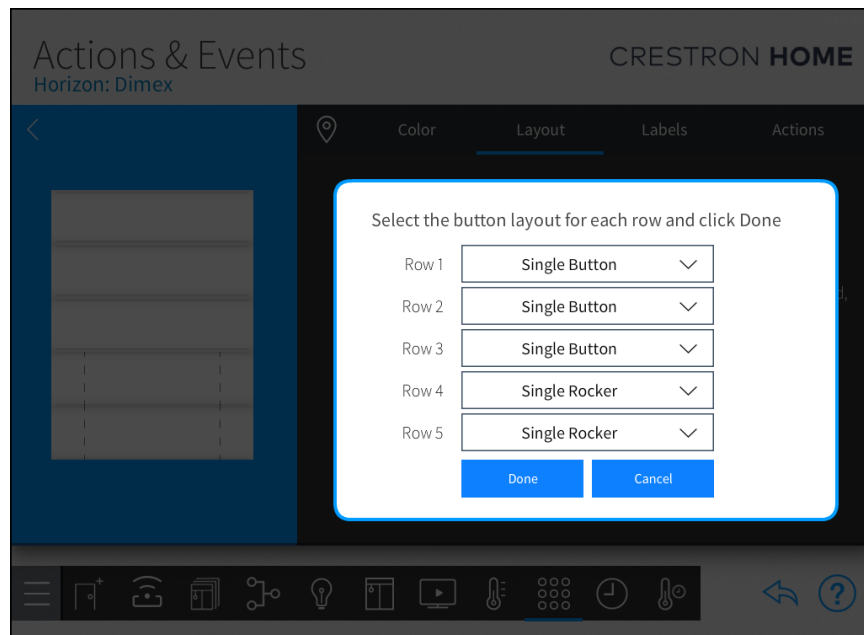 Actions & Events
CRESTRON HOME
Horizon: Dimex
Color Layout Labels Actions
Select the button layout for each row and click Done
Row 1 Single Button
Row 2 Single Button
Row 3 Single Button
Row 4 Single Rocker
Row 5 Single Rocker
Done Cancel
?